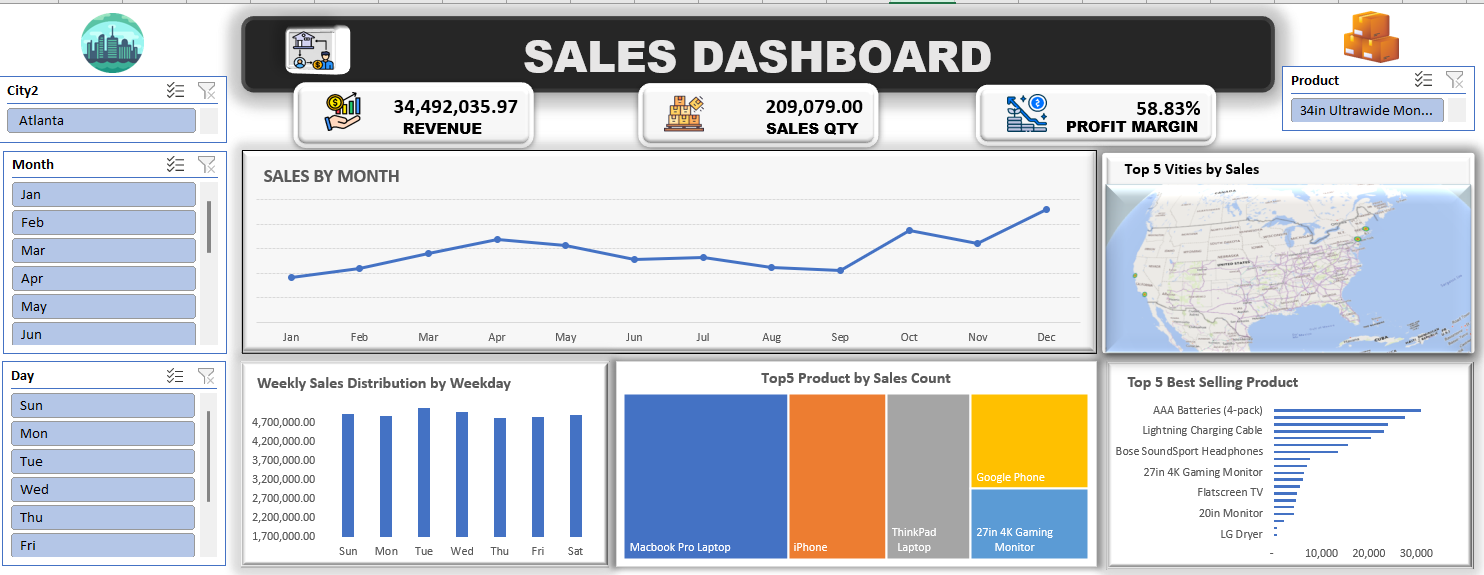 SALES DASHBOARD
City2
Atlanta
34,492,035.97
REVENUE
209,079.00
SALES QTY
58.83%
PROFIT MARGIN
Product
34in Ultrawide Mon...
Month
Jan
Feb
Mar
Apr
May
Jun
SALES BY MONTH
Jan Feb Mar Apr May Jun Jul Aug Sep Oct Nov Dec
Top 5 Vities by Sales
UNITED STATES
CUBA
Day
Sun
Mon
Tue
Wed
Thu
Fri
Weekly Sales Distribution by Weekday
4,700,000.00
4,200,000.00
3,700,000.00
3,200,000.00
2,700,000.00
2,200,000.00
1,700,000.00
Sun Mon Tue Wed Thu Fri Sat
Top5 Product by Sales Count
Macbook Pro Laptop
iPhone
ThinkPad
Laptop
Google Phone
27in 4K Gaming
Monitor
Top 5 Best Selling Product
AAA Batteries (4-pack)
Lightning Charging Cable
Bose SoundSport Headphones
27in 4K Gaming Monitor
Flatscreen TV
20in Monitor
LG Dryer
- 10,000 20,000 30,000